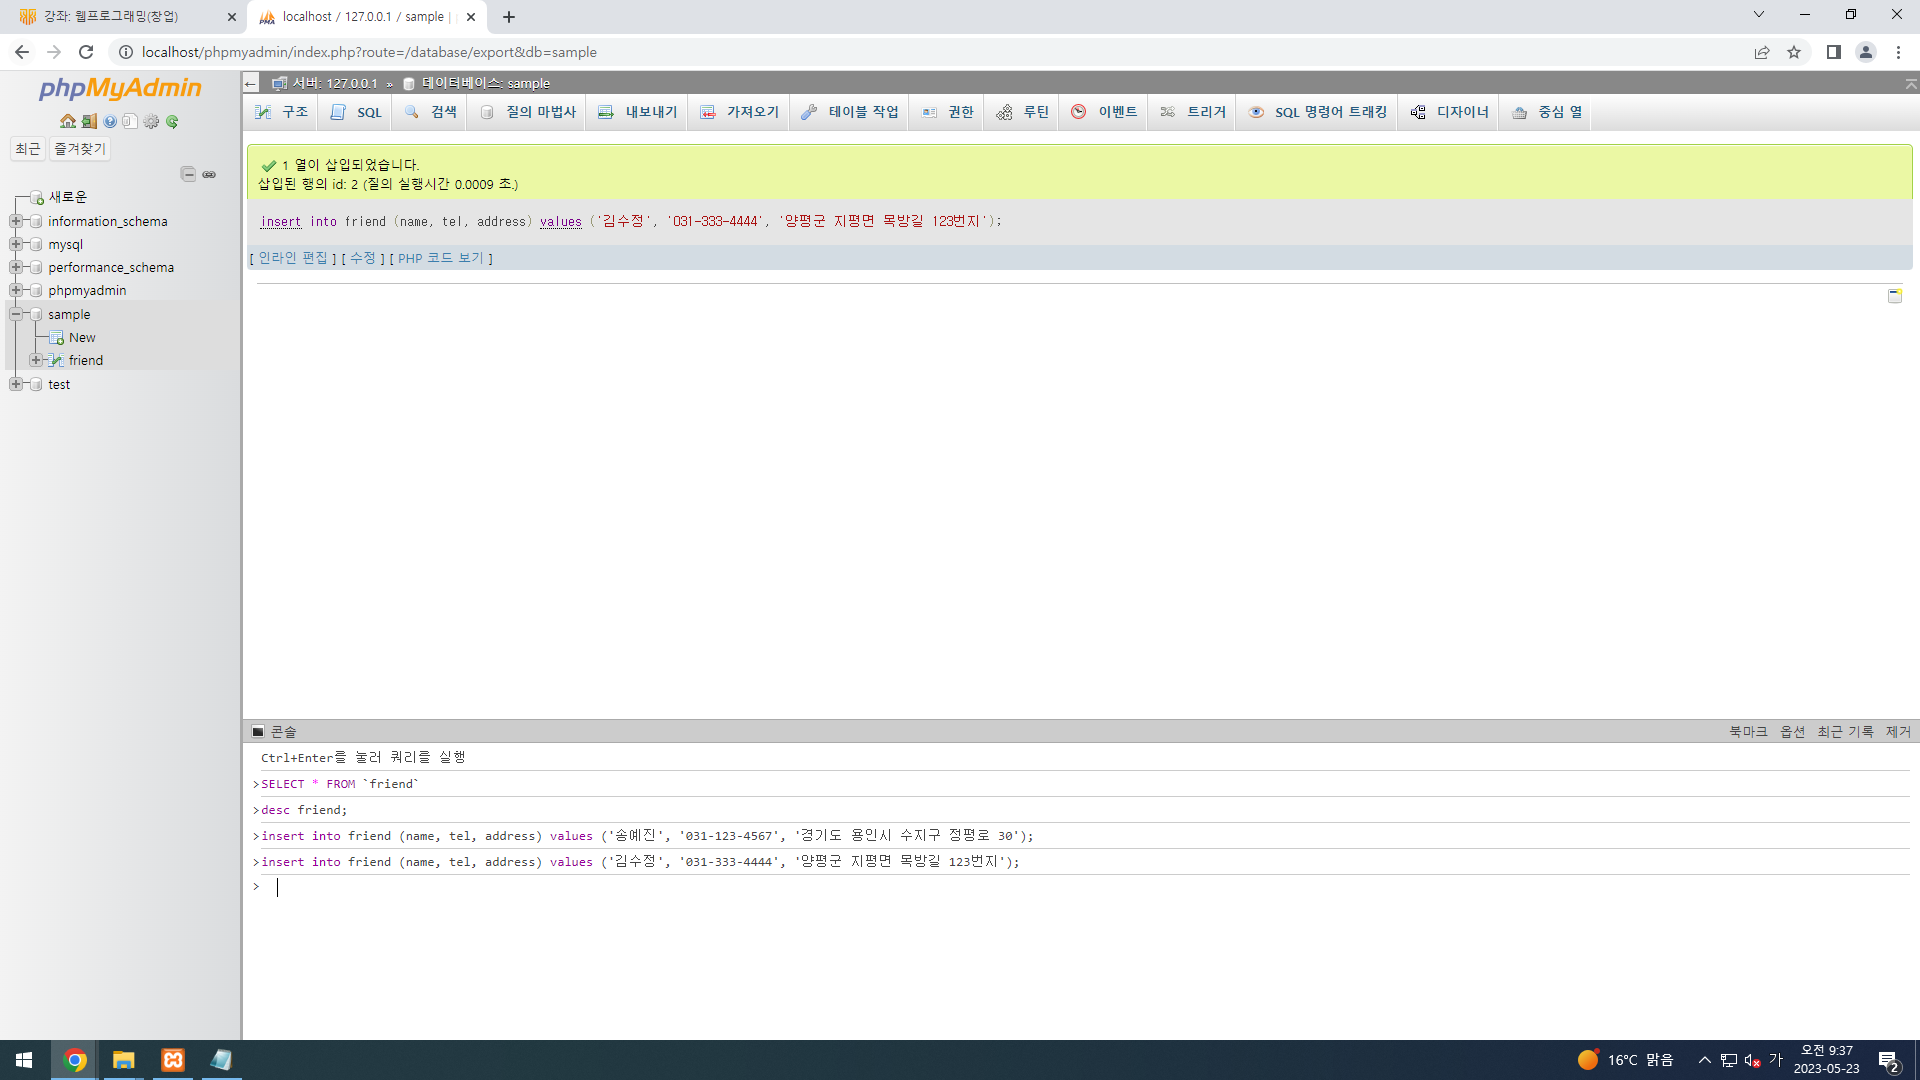 강좌: 웹프로그래밍(창업)
localhost / 127.0.0.1 / sample |
localhost/phpmyadmin/index.php?route=/database/export&db=sample
phpMyAdmin
최근 즐겨찾기
새로운
information_schema
mysql
performance_schema
phpmyadmin
sample
New
friend
test
서버: 127.0.0.1 » 데이터베이스: sample
구조 SQL 검색 질의 마법사 내보내기 가져오기 테이블 작업 권한 루틴 이벤트 트리거 SQL 명령어 트래킹 디자이너 중심 열
1 열이 삽입되었습니다.
삽입된 행의 id: 2 (질의 실행시간 0.0009 초.)
insert into friend (name, tel, address) values ('김수정', '031-333-4444', '양평군 지평면 목방길 123번지');
[ 인라인 편집 ] [ 수정 ] [ PHP 코드 보기 ]
콘솔 북마크 옵션 최근 기록 제거
Ctrl+Enter를 눌러 쿼리를 실행
>SELECT * FROM `friend`
>desc friend;
>insert into friend (name, tel, address) values ('송예진', '031-123-4567', '경기도 용인시 수지구 정평로 30');
>insert into friend (name, tel, address) values ('김수정', '031-333-4444', '양평군 지평면 목방길 123번지');
>
16°C 맑음
가
오전 9:37
2023-05-23
2